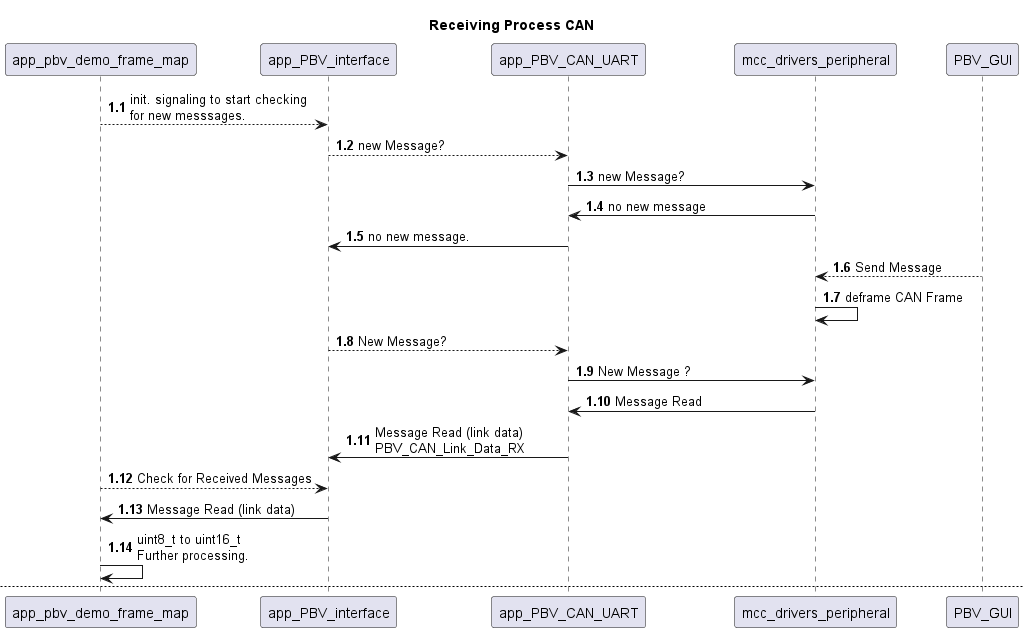 Receiving Process CAN
app_pbv_demo_frame_map app_PBV_interface app_PBV_CAN_UART mcc_drivers_peripheral PBV_GUI
1.1 init. signaling to start checking
for new messsages.
1.2 new Message?
1.3 new Message?
1.4 no new message
1.5 no new message.
1.6 Send Message
1.7 deframe CAN Frame
1.8 New Message?
1.9 New Message ?
1.10 Message Read
1.11 Message Read (link data)
PBV_CAN_Link_Data_RX
1.12 Check for Received Messages
1.13 Message Read (link data)
1.14 uint8_t to uint16_t
Further processing.
app_pbv_demo_frame_map app_PBV_interface app_PBV_CAN_UART mcc_drivers_peripheral PBV_GUI